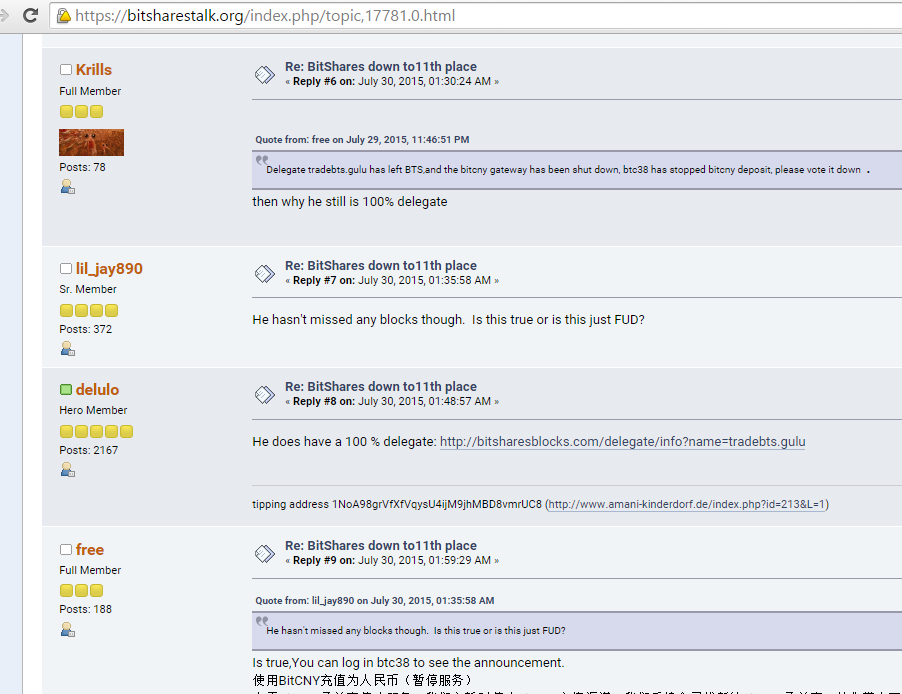 https://bitsharestalk.org/index.php/topic,17781.0.html
Krills
Full Member
Posts: 78
Re: BitShares down to11th place
« Reply #6 on: July 30, 2015, 01:30:24 AM »
Quote from: free on July 29, 2015, 11:46:51 PM
Delegate tradebts.gulu has left BTS,and the bitcny gateway has been shut down, btc38 has stopped bitcny deposit, please vote it down .
then why he still is 100% delegate
lil_jay890
Sr. Member
Posts: 372
Re: BitShares down to11th place
« Reply #7 on: July 30, 2015, 01:35:58 AM »
He hasn't missed any blocks though.  Is this true or is this just FUD?
delulo
Hero Member
Posts: 2167
Re: BitShares down to11th place
« Reply #8 on: July 30, 2015, 01:48:57 AM »
He does have a 100 % delegate: http://bitsharesblocks.com/delegate/info?name=tradebts.gulu
tipping address 1NoA98grVfXfVqysU4ijM9jhMBD8vmrUC8 (http://www.amani-kinderdorf.de/index.php?id=213&L=1)
free
Full Member
Posts: 188
Re: BitShares down to11th place
« Reply #9 on: July 30, 2015, 01:59:29 AM »
Quote from: lil_jay890 on July 30, 2015, 01:35:58 AM
He hasn't missed any blocks though.  Is this true or is this just FUD?
Is true,You can log in btc38 to see the announcement.
使用BitCNY充值为人民币（暂停服务）